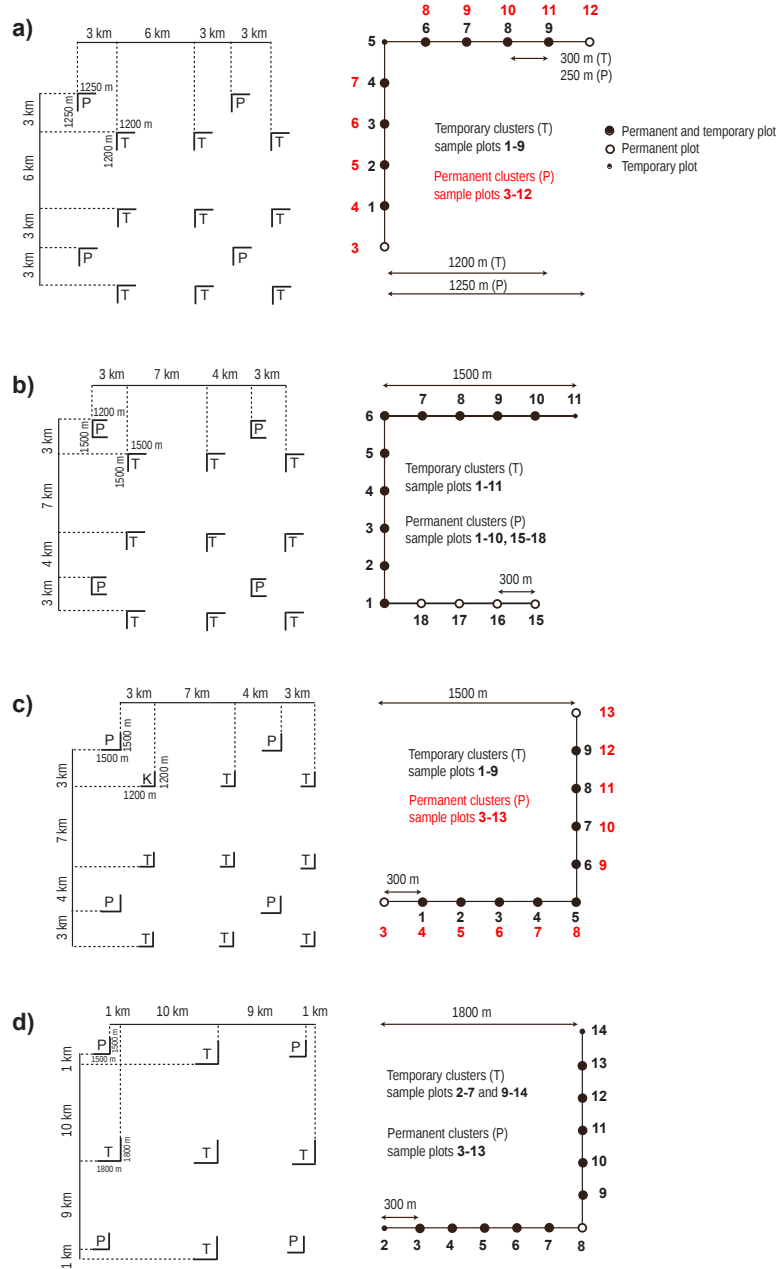 a)
3 km 6 km 3 km 3 km
3 km
6 km
3 km
3 km
1250 m
1250 m
P P
1200 m
1200 m
T T T
T T T
P P
T T T
8 9 10 11 12
5 6 7 8 9
300 m (T)
250 m (P)
7 4
6 3
5 2
4 1
3
Temporary clusters (T)
sample plots 1-9
Permanent clusters (P)
sample plots 3-12
1200 m (T)
1250 m (P)
Permanent and temporary plot
Permanent plot
Temporary plot
b)
3 km 7 km 4 km 3 km
3 km
7 km
4 km
3 km
1200 m
1500 m
P P
1500 m
1500 m
T T T
T T T
P P
T T T
1500 m
7 8 9 10 11
6
5
4
3
2
1
Temporary clusters (T)
sample plots 1-11
Permanent clusters (P)
sample plots 1-10, 15-18
300 m
18 17 16 15
c)
3 km 7 km 4 km 3 km
3 km
7 km
4 km
3 km
P P
1500 m
1500 m
K T T
1200 m
1200 m
T T T
P P
T T T
1500 m
13
9 12
8 11
7 10
6 9
Temporary clusters (T)
sample plots 1-9
Permanent clusters (P)
sample plots 3-13
300 m
1 2 3 4 5
3 4 5 6 7 8
d)
1 km 10 km 9 km 1 km
1 km
10 km
9 km
1 km
P T P
1500 m
1500 m
T T T
1800 m
1800 m
P T P
1800 m
14
13
12
11
10
9
Temporary clusters (T)
sample plots 2-7 and 9-14
Permanent clusters (P)
sample plots 3-13
300 m
2 3 4 5 6 7 8